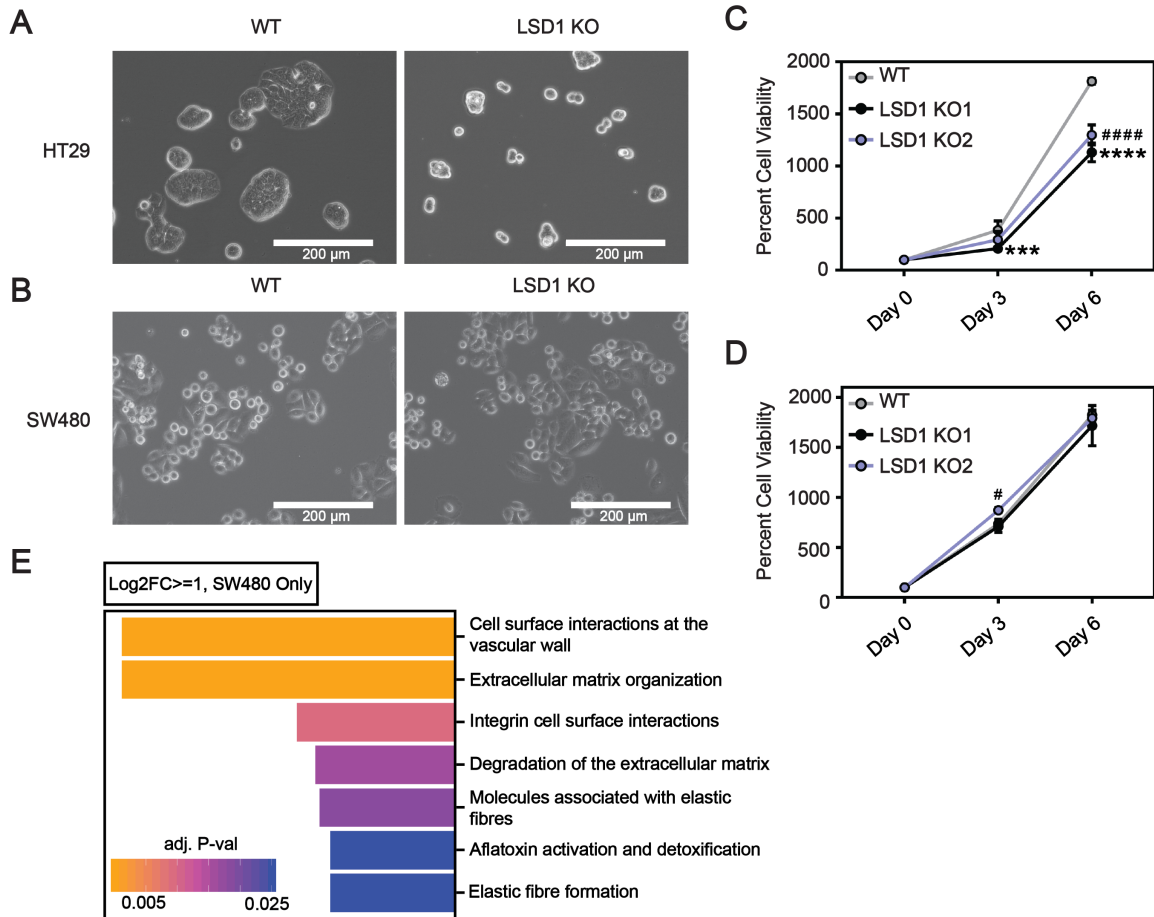 A
WT
LSD1 KO
HT29
200 µm
200 µm
B
WT
LSD1 KO
SW480
200 µm
200 µm
C
Percent Cell Viability
2000
1500
1000
500
0
WT
LSD1 KO1
LSD1 KO2
####
****
***
Day 0
Day 3
Day 6
D
Percent Cell Viability
2000
1500
1000
500
0
WT
LSD1 KO1
LSD1 KO2
#
Day 0
Day 3
Day 6
E
Log2FC>=1, SW480 Only
Cell surface interactions at the
vascular wall
Extracellular matrix organization
Integrin cell surface interactions
Degradation of the extracellular matrix
Molecules associated with elastic
fibres
Aflatoxin activation and detoxification
Elastic fibre formation
adj. P-val
0.005
0.025